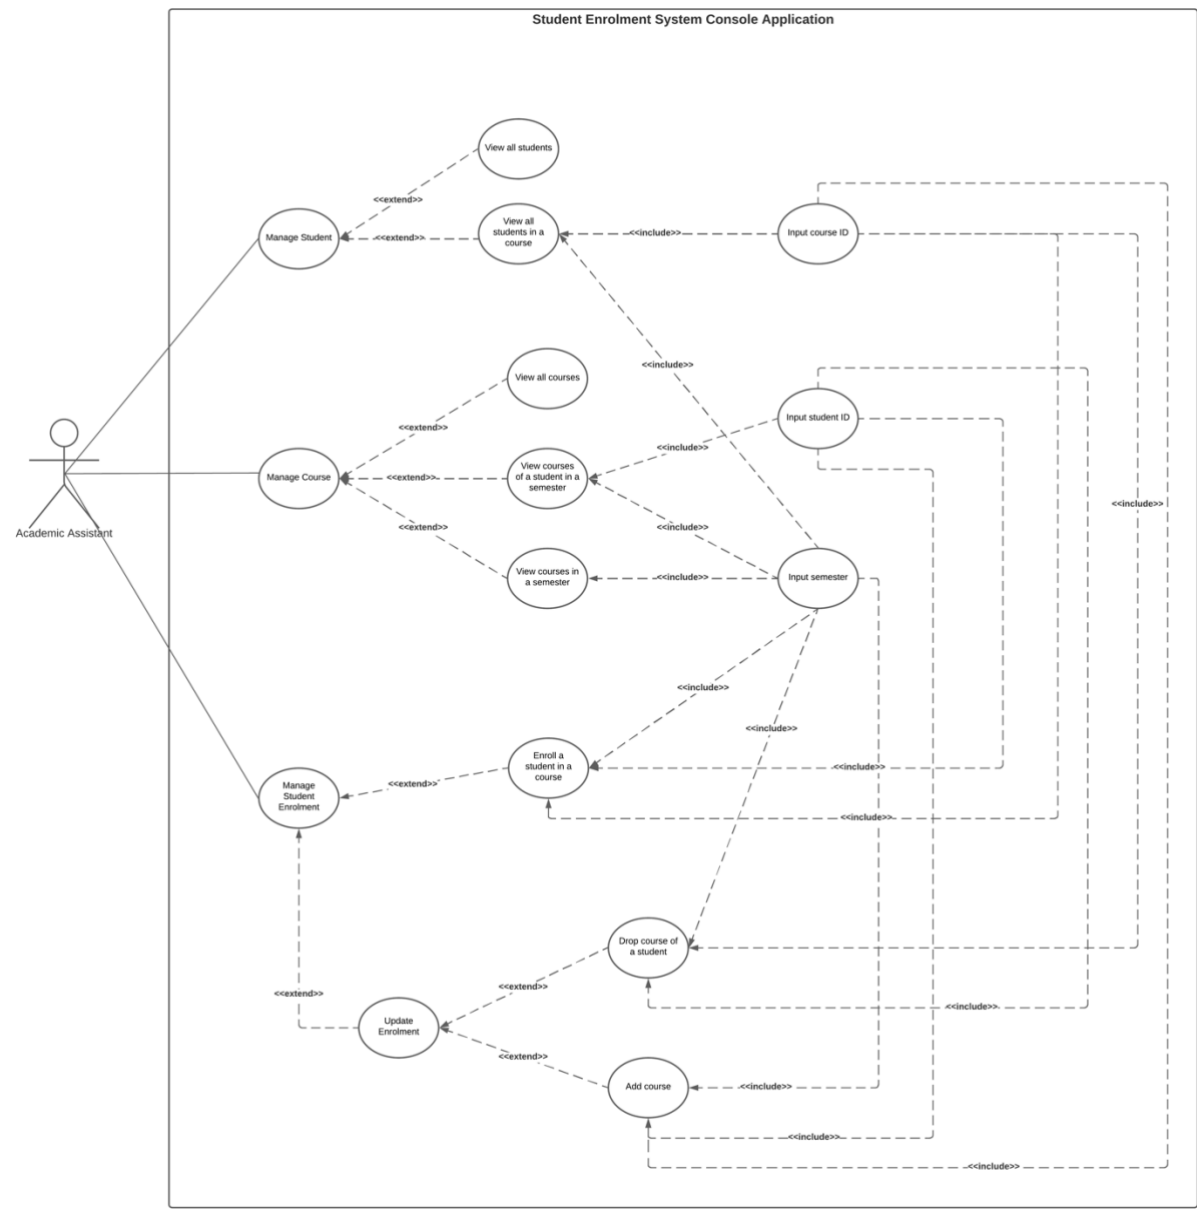 Student Enrolment System Console Application
View all students
<<extend>>
Manage Student
<<extend>>
View all
students in a
course
<<include>>
Input course ID
<<include>>
View all courses
<<extend>>
Input student ID
<<include>>
Manage Course
<<extend>>
View courses
of a student in a
semester
<<include>>
<<extend>>
<<include>>
Academic Assistant
View courses in
a semester
<<include>>
Input semester
<<include>>
<<include>>
Manage
Student
Enrolment
<<extend>>
Enroll a
student in a
course
<<include>>
<<include>>
Drop course of
a student
<<extend>>
<<extend>>
<<include>>
Update
Enrolment
<<extend>>
Add course
<<include>>
<<include>>
<<include>>